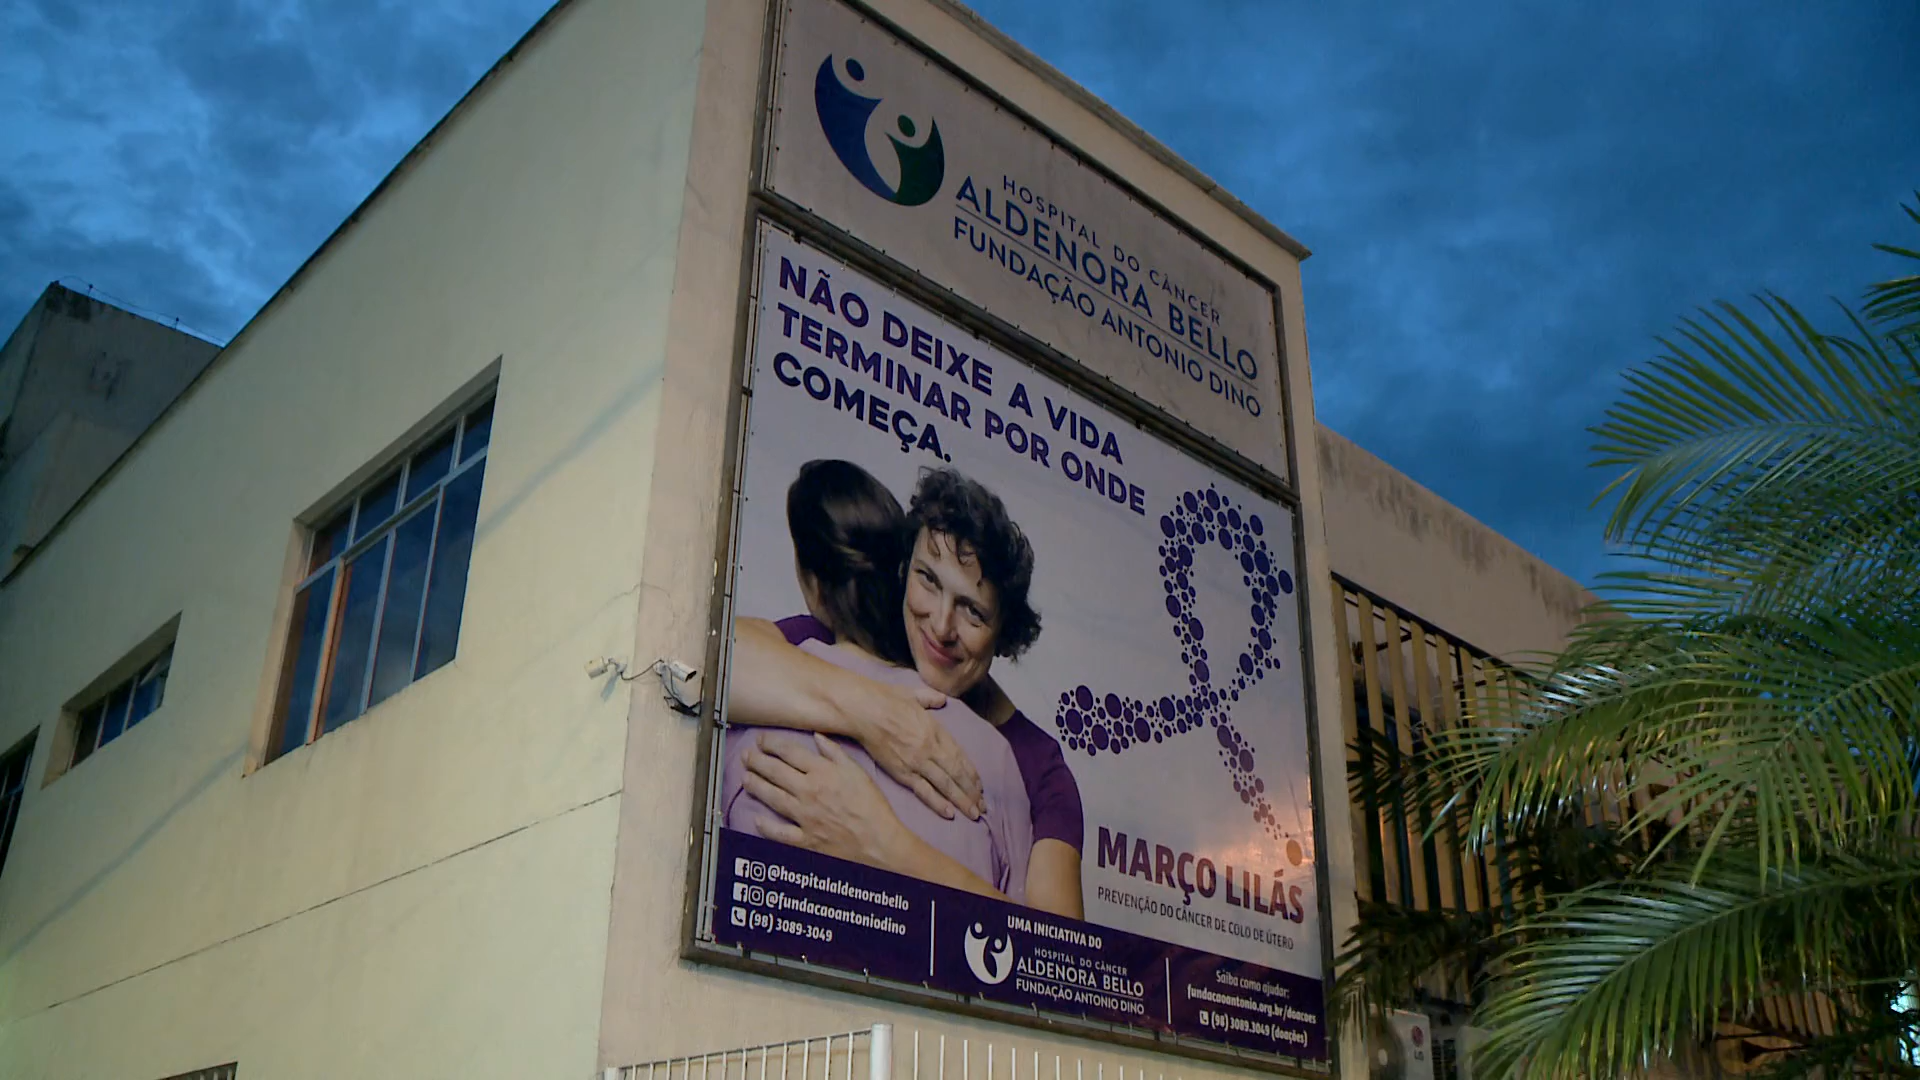 HOSPITAL DO CÂNCER
ALDENORA BELLO
FUNDAÇÃO ANTONIO DINO
NÃO DEIXE A VIDA
TERMINAR POR ONDE
COMEÇA.
MARÇO LILÁS
PREVENÇÃO DO CÂNCER DE COLO DE ÚTERO
@hospitalaldenorabello
@fundacaoantoniodino
(98) 3089-3049
UMA INICIATIVA DO
HOSPITAL DO CÂNCER
ALDENORA BELLO
FUNDAÇÃO ANTONIO DINO
Saiba como ajudar:
fundacaoantonio.org.br/doacoes
(98) 3089.3049 (doações)
LG